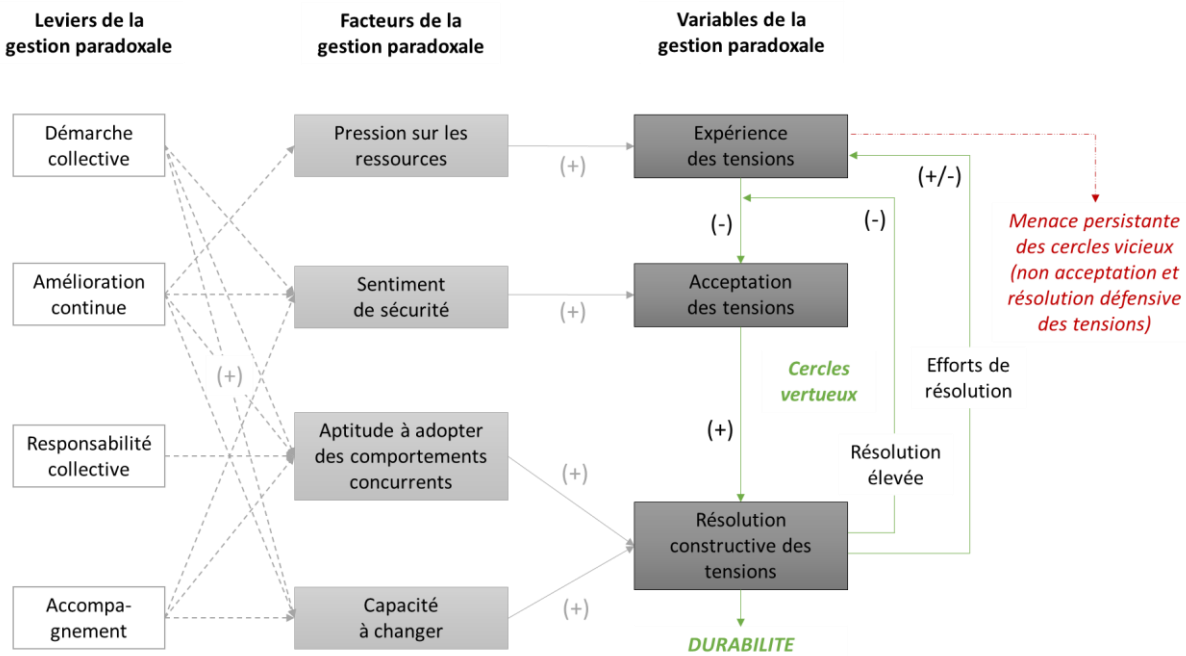 Leviers de la
gestion paradoxale
Facteurs de la
gestion paradoxale
Variables de la
gestion paradoxale
Démarche
collective
Pression sur les
ressources
(+)
Expérience
des tensions
(+/-)
(-)
(-)
Menace persistante
des cercles vicieux
(non acceptation et
résolution défensive
des tensions)
Amélioration
continue
Sentiment
de sécurité
(+)
Acceptation
des tensions
(+)
Cercles
vertueux
Efforts de
résolution
Responsabilité
collective
Aptitude à adopter
des comportements
concurrents
(+)
(+)
Résolution
élevée
Résolution
constructive des
tensions
Accompa-
gnement
Capacité
à changer
(+)
DURABILITE